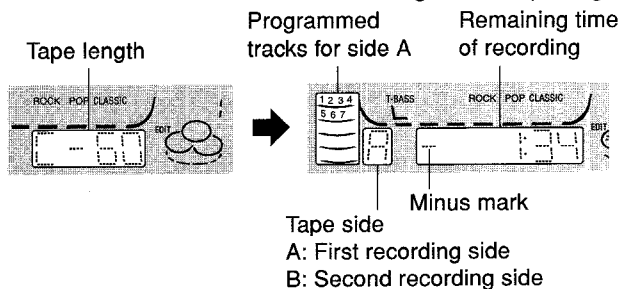 Tape length
ROCK POP CLASSIC
EDIT
C-60
Programmed
tracks for side A
Remaining time
of recording
1 2 3 4
5 6 7
T-BASS
ROCK POP CLASSIC
EDIT
A
- 1:34
Minus mark
Tape side
A: First recording side
B: Second recording side